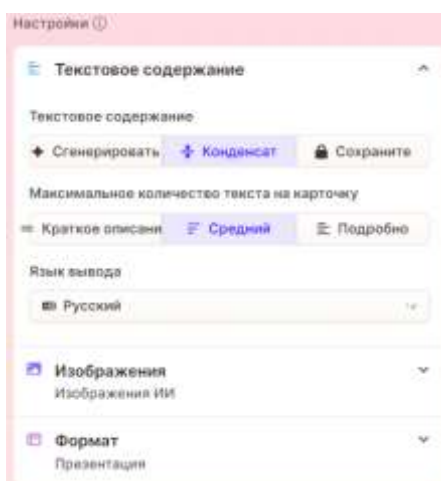 Настройки
Текстовое содержание
Текстовое содержание
Сгенерировать Конденсат Сохраните
Максимальное количество текста на карточку
Краткое описани Средний Подробно
Язык вывода
Русский
Изображения
Изображения ИИ
Формат
Презентация